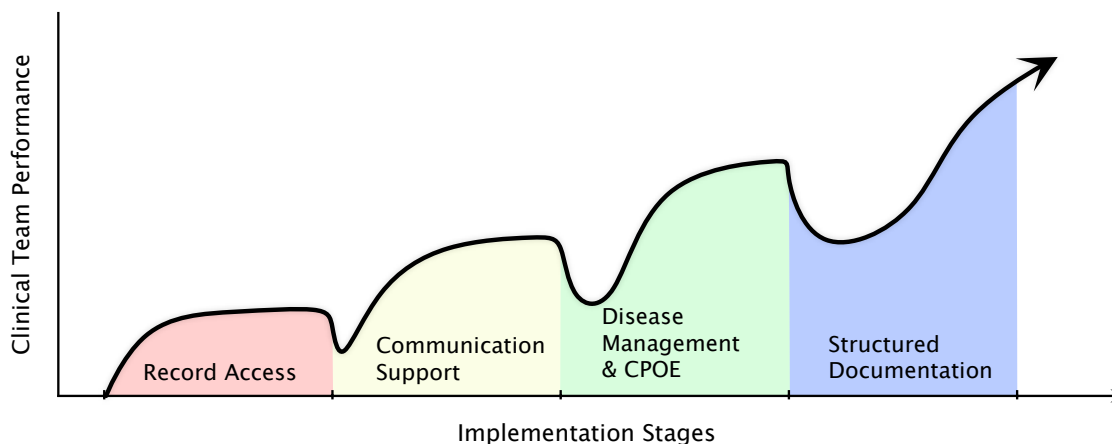 Clinical Team Performance
Record Access
Communication
Support
Disease
Management
& CPOE
Structured
Documentation
Implementation Stages